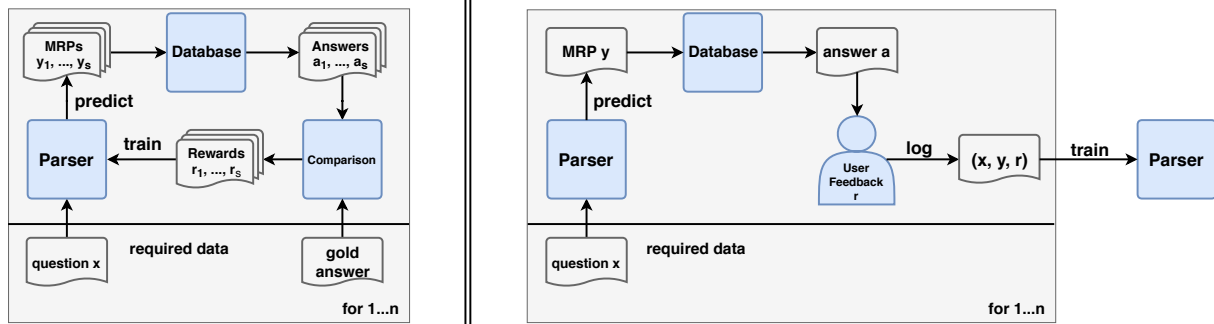 MRPs
y₁, ..., yₛ
Database
Answers
a₁, ..., aₛ
predict
Parser
train
Rewards
r₁, ..., rₛ
Comparison
required data
question x
gold
answer
for 1...n
MRP y
Database
answer a
predict
Parser
User
Feedback
r
log
(x, y, r)
train
Parser
required data
question x
for 1...n